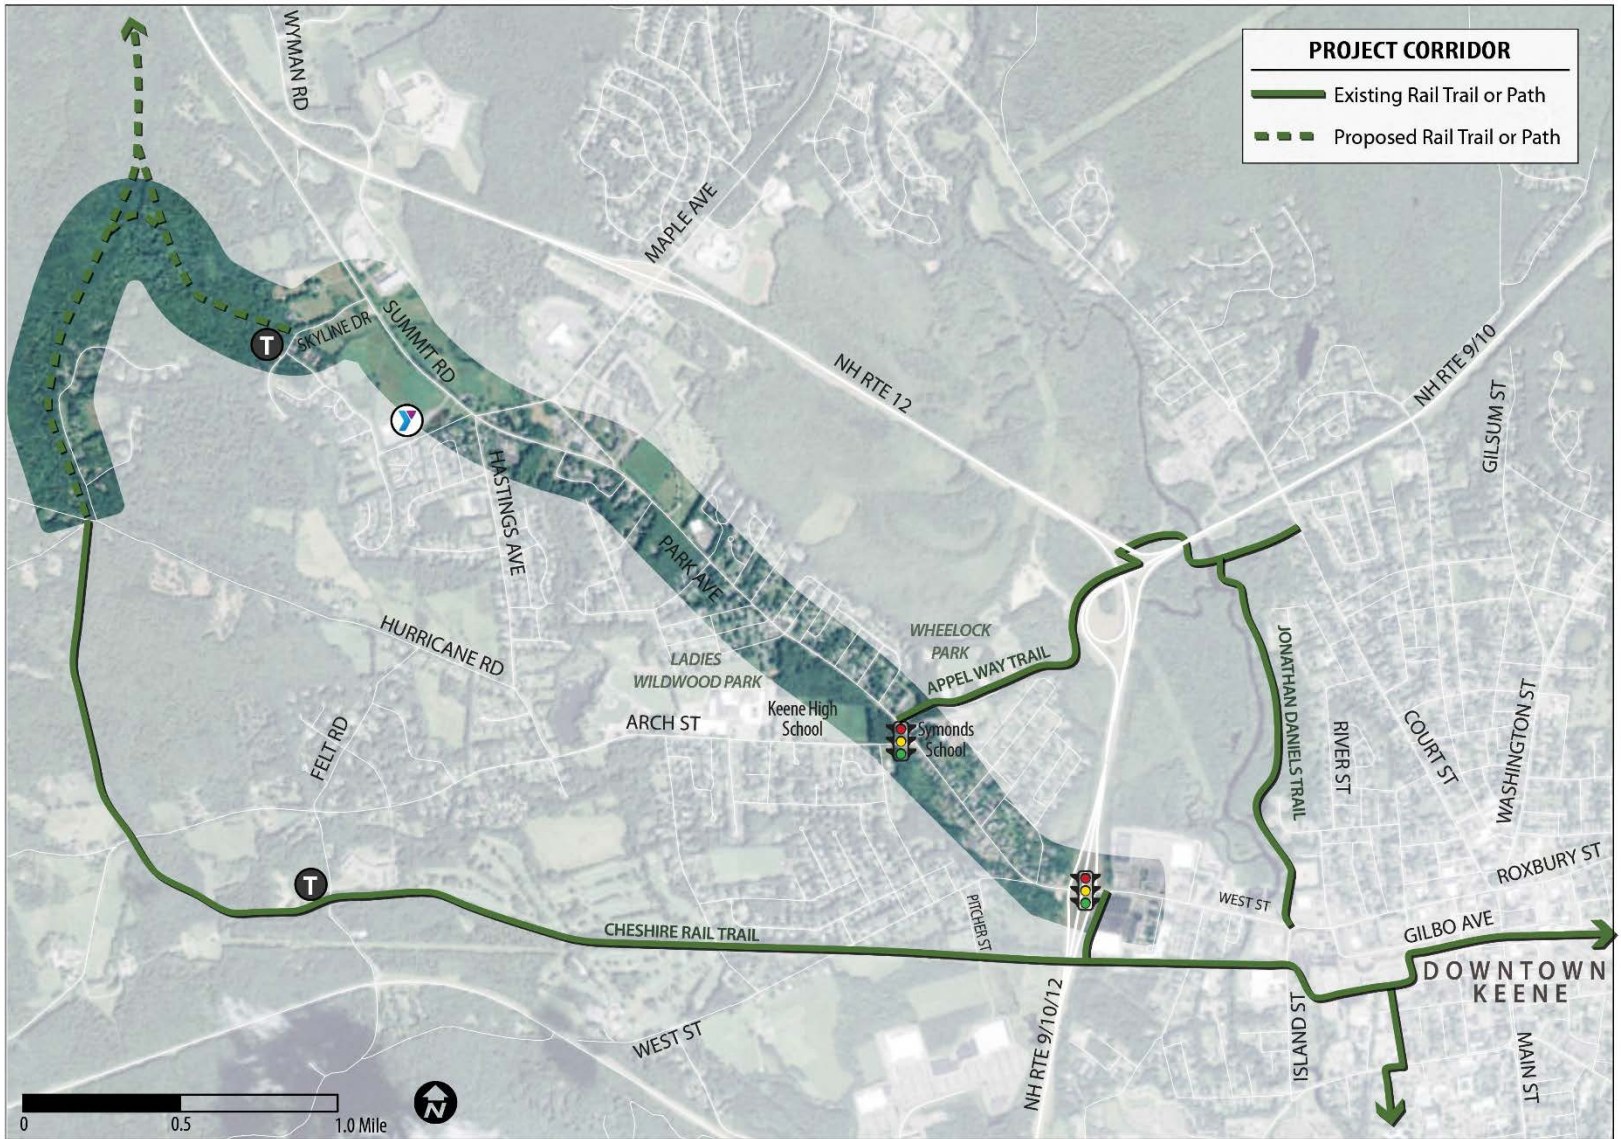 PROJECT CORRIDOR
Existing Rail Trail or Path
Proposed Rail Trail or Path
WYMAN RD
MAPLE AVE
SKYLINE DR
SUMMIT RD
T
NH RTE 12
NH RTE 9/10
GILSUM ST
HASTINGS AVE
PARK AVE
HURRICANE RD
WHEELOCK
PARK
LADIES
WILDWOOD PARK
APPEL WAY TRAIL
JONATHAN DANIELS TRAIL
ARCH ST
Keene High
School
Symonds
School
FELT RD
RIVER ST
COURT ST
WASHINGTON ST
ROXBURY ST
T
PITCHER ST
WEST ST
CHESHIRE RAIL TRAIL
GILBO AVE
DOWNTOWN
KEENE
WEST ST
NH RTE 9/10/12
ISLAND ST
MAIN ST
N
0
0.5
1.0 Mile